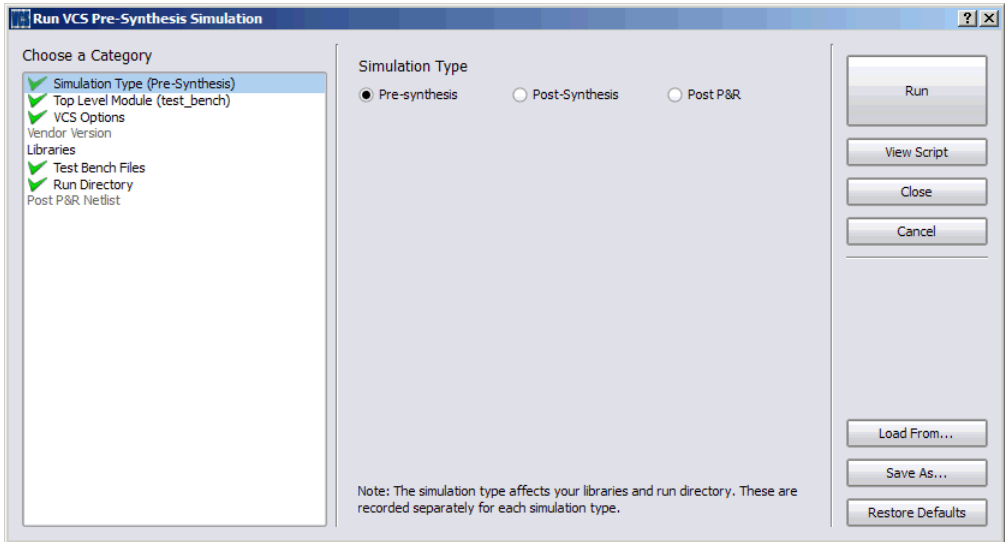 Run VCS Pre-Synthesis Simulation
Choose a Category
Simulation Type (Pre-Synthesis)
Top Level Module (test_bench)
VCS Options
Vendor Version
Libraries
Test Bench Files
Run Directory
Post P&R Netlist
Simulation Type
Pre-synthesis Post-Synthesis Post P&R
Note: The simulation type affects your libraries and run directory. These are
recorded separately for each simulation type.
Run
View Script
Close
Cancel
Load From...
Save As...
Restore Defaults